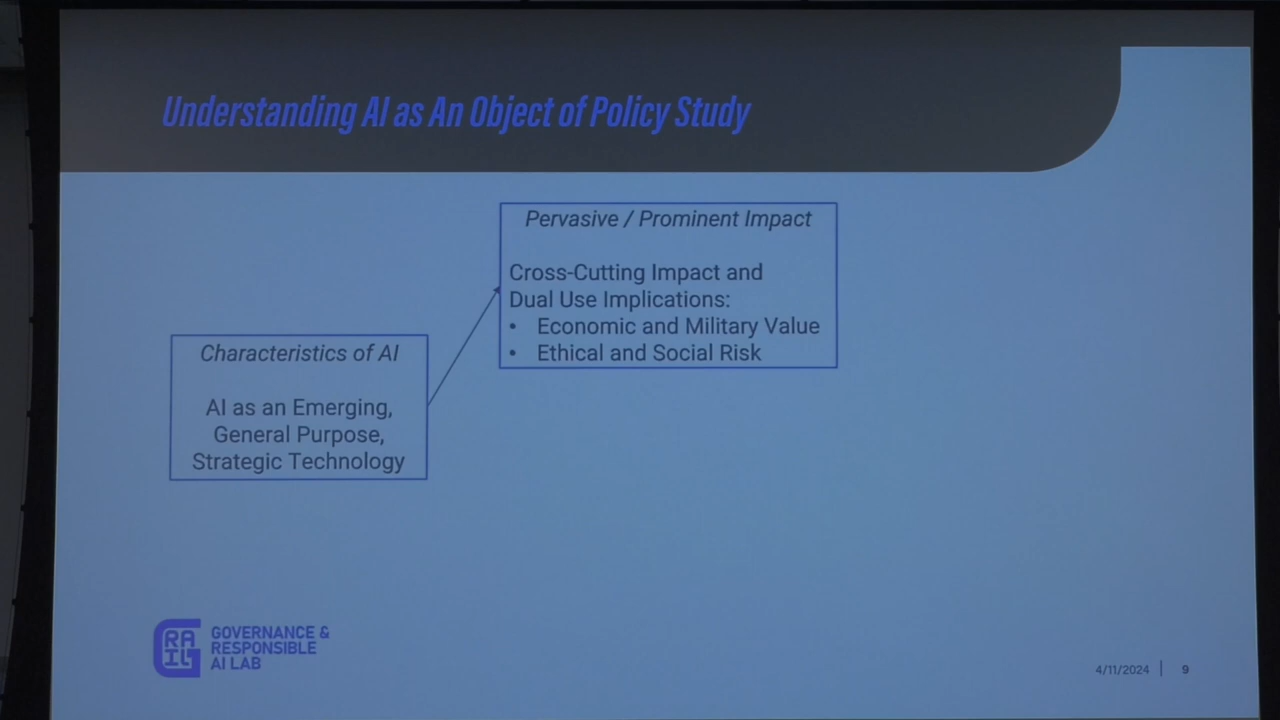 Understanding AI as An Object of Policy Study
Pervasive / Prominent Impact
Cross-Cutting Impact and
Dual Use Implications:
• Economic and Military Value
• Ethical and Social Risk
Characteristics of AI
AI as an Emerging,
General Purpose,
Strategic Technology
RAIL
GOVERNANCE &
RESPONSIBLE
AI LAB
4/11/2024 | 9